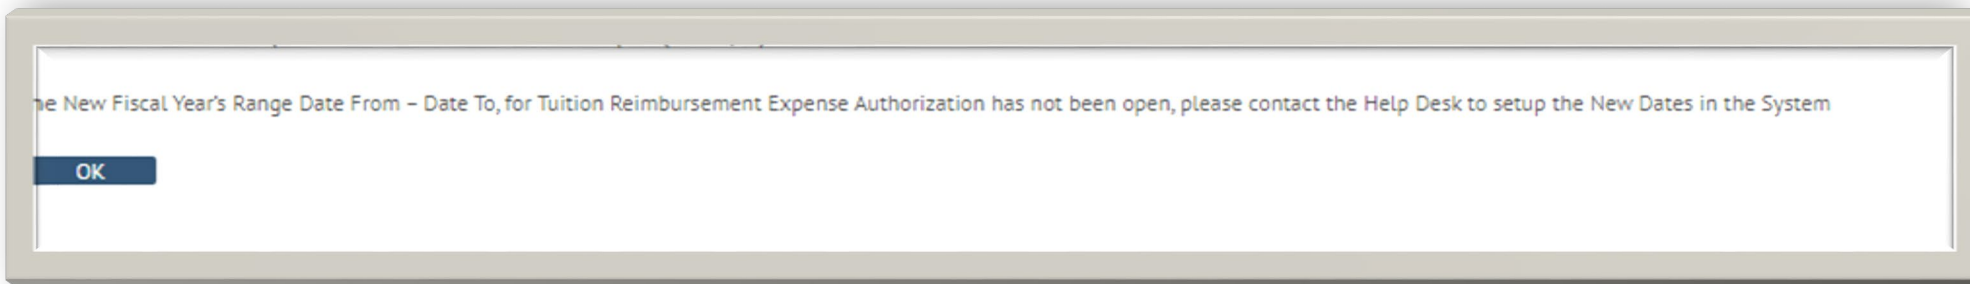 he New Fiscal Year's Range Date From – Date To, for Tuition Reimbursement Expense Authorization has not been open, please contact the Help Desk to setup the New Dates in the System
OK